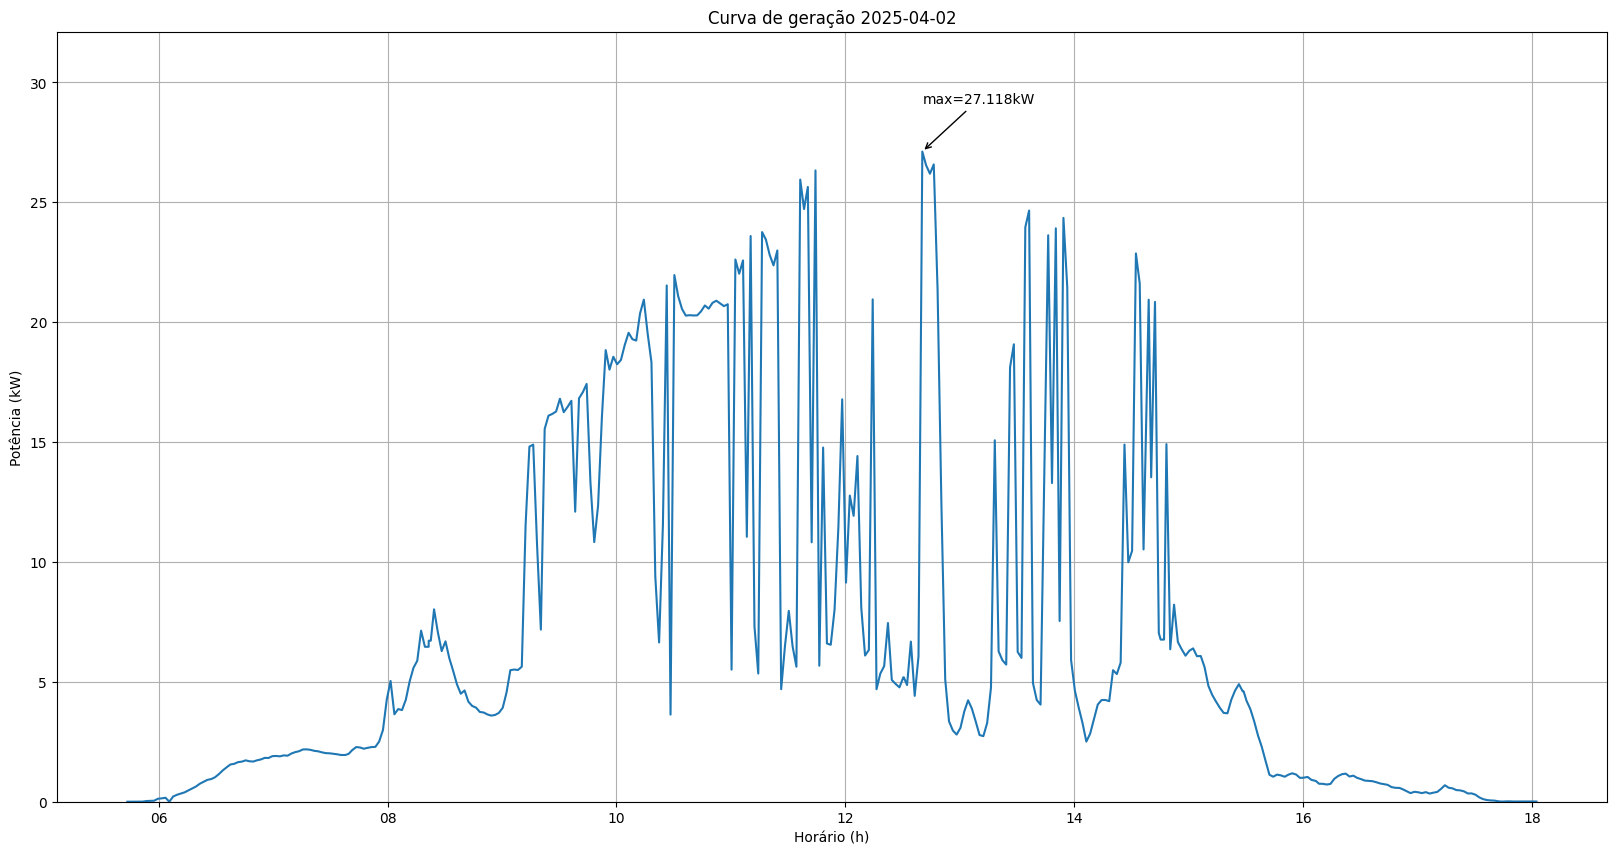 Curva de geração 2025-04-02
max=27.118kW
Potência (kW)
30
25
20
15
10
5
0
06 08 10 12 14 16 18
Horário (h)